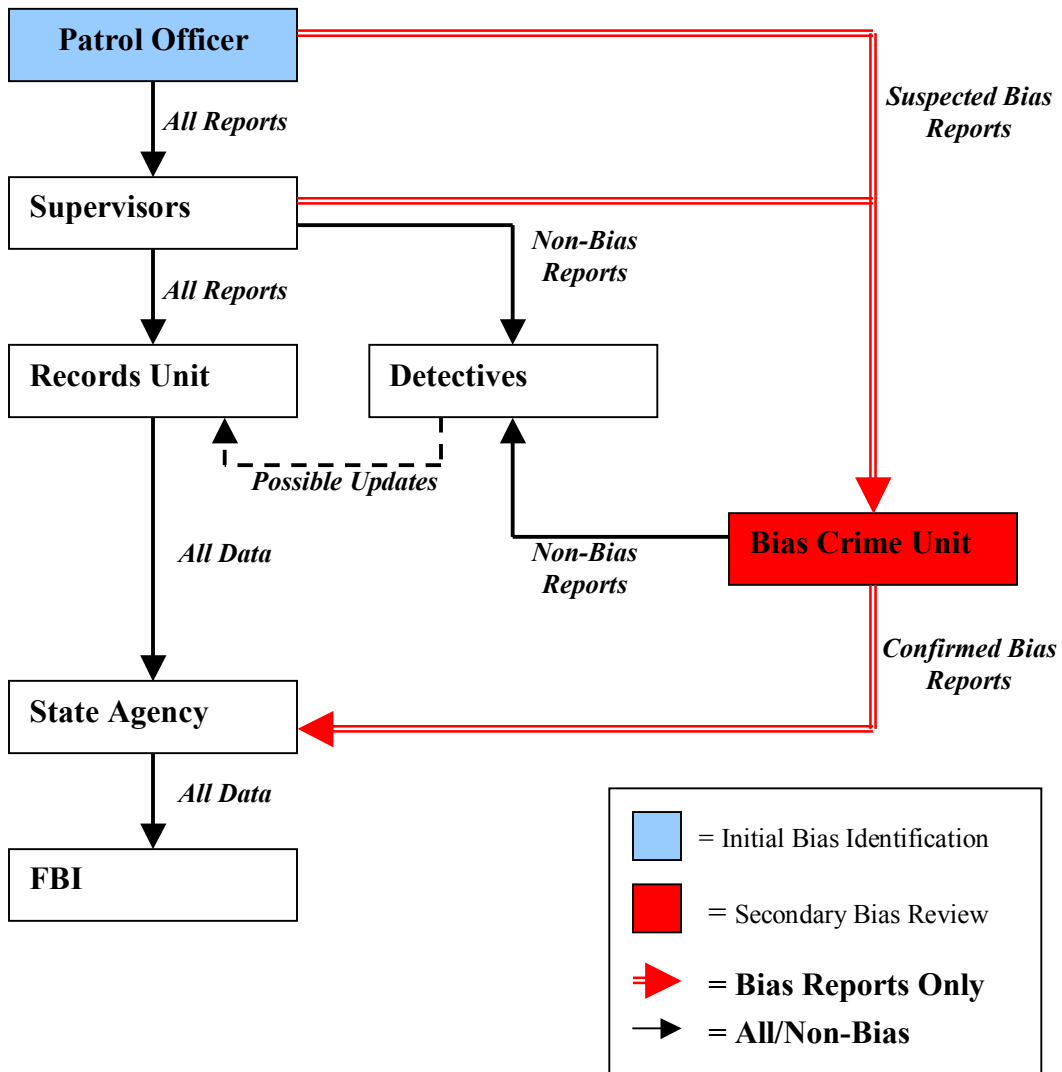 Patrol Officer
Suspected Bias
Reports
All Reports
Supervisors
Non-Bias
Reports
All Reports
Records Unit
Detectives
Possible Updates
All Data
Bias Crime Unit
Non-Bias
Reports
Confirmed Bias
Reports
State Agency
All Data
= Initial Bias Identification
FBI
= Secondary Bias Review
= Bias Reports Only
= All/Non-Bias